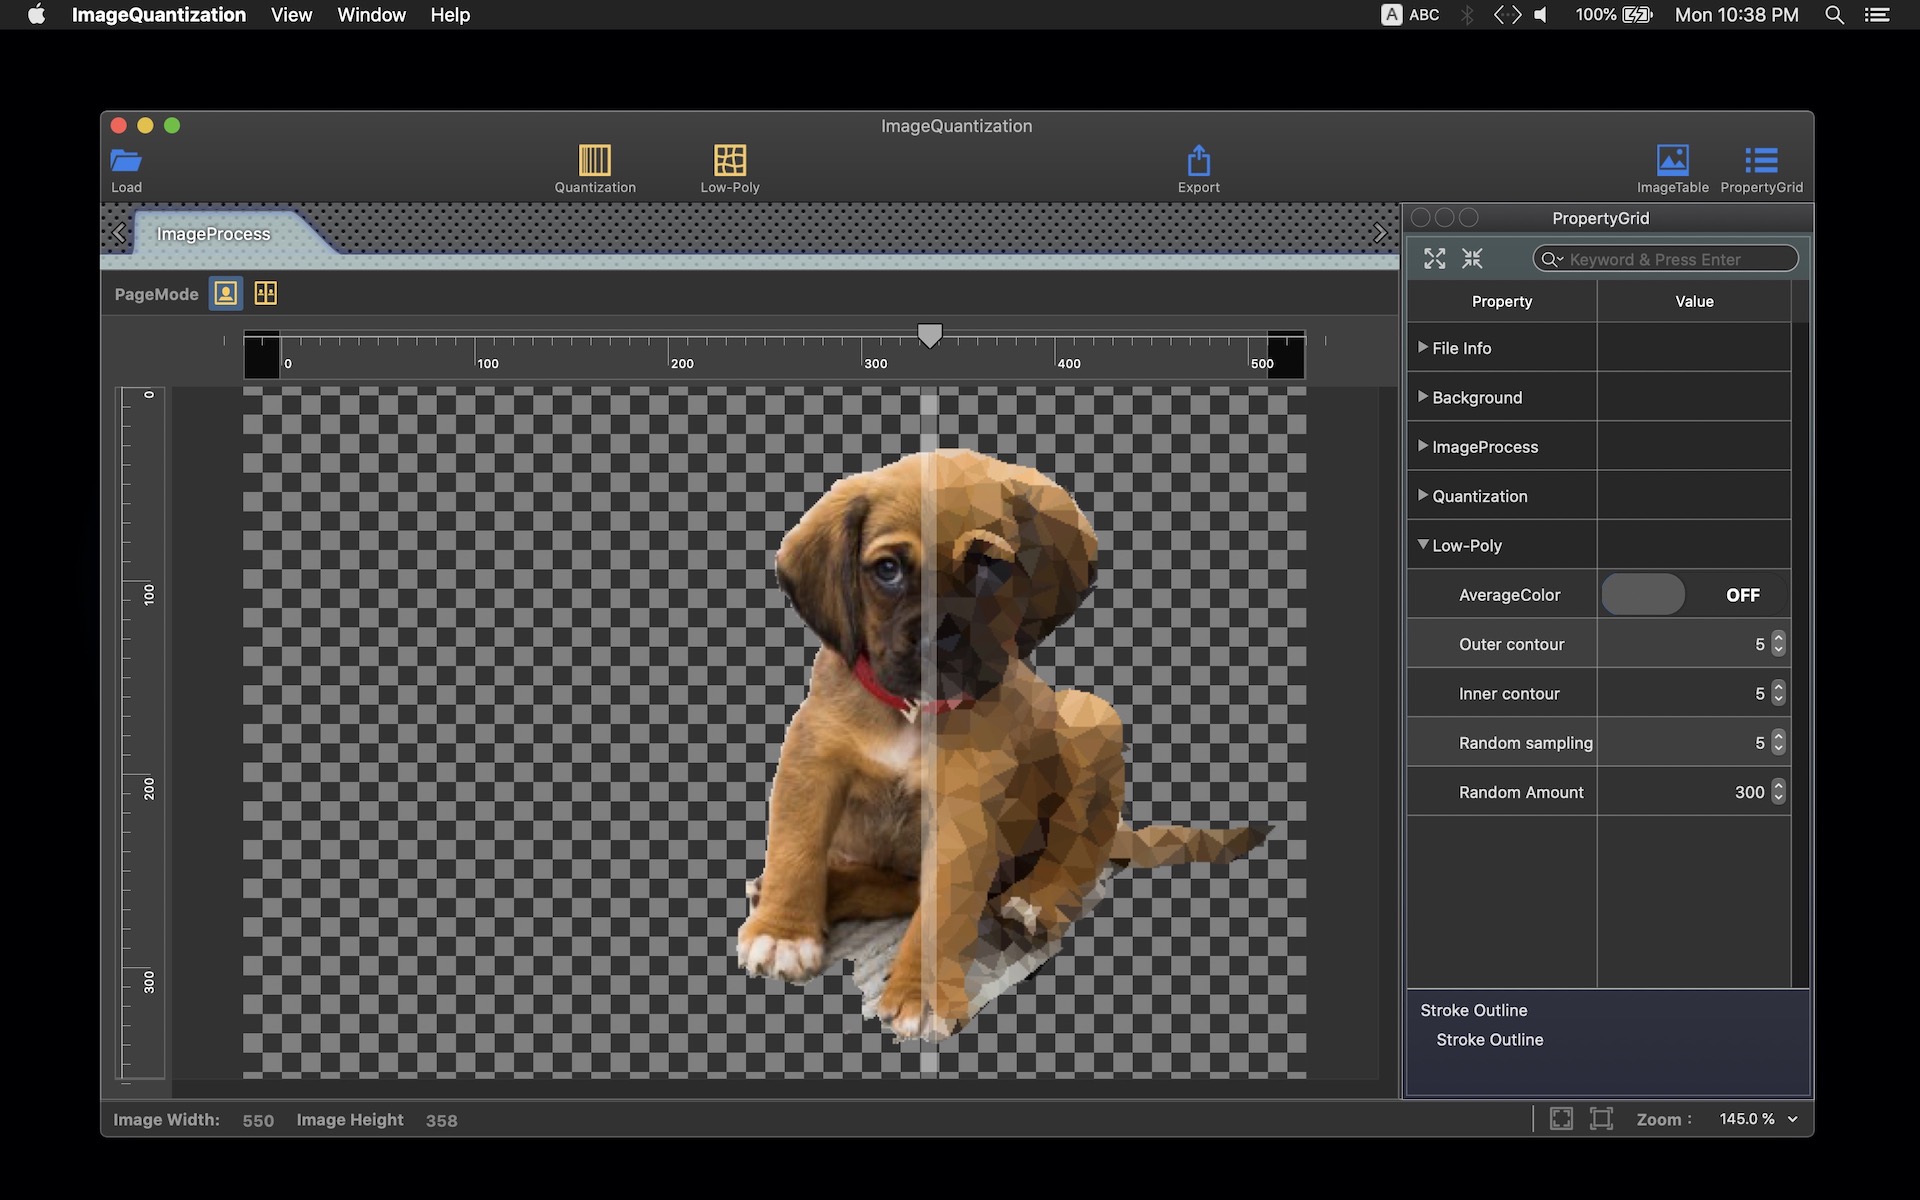 ImageQuantization View Window Help
A ABC 100% Mon 10:38 PM
ImageQuantization
Load Quantization Low-Poly Export ImageTable PropertyGrid
ImageProcess
PropertyGrid
Keyword & Press Enter
PageMode
Property Value
0 100 200 300 400 500
0
100
200
300
File Info
Background
ImageProcess
Quantization
Low-Poly
AverageColor OFF
Outer contour 5
Inner contour 5
Random sampling 5
Random Amount 300
Stroke Outline
Stroke Outline
Image Width: 550 Image Height 358
Zoom : 145.0 %